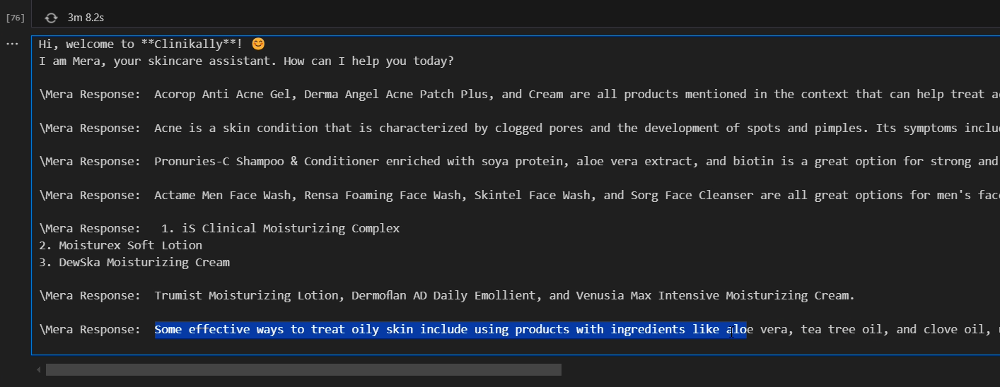 [76]
3m 8.2s
Hi, welcome to **Clinikally**! 😊
I am Mera, your skincare assistant. How can I help you today?
\Mera Response:  Acorop Anti Acne Gel, Derma Angel Acne Patch Plus, and Cream are all products mentioned in the context that can help treat
\Mera Response:  Acne is a skin condition that is characterized by clogged pores and the development of spots and pimples. Its symptoms
\Mera Response:  Pronuries-C Shampoo & Conditioner enriched with soya protein, aloe vera extract, and biotin is a great option for strong and
\Mera Response:  Actame Men Face Wash, Rensa Foaming Face Wash, Skintel Face Wash, and Sorg Face Cleanser are all great options for men's
\Mera Response:   1. iS Clinical Moisturizing Complex
2. Moisturex Soft Lotion
3. DewSka Moisturizing Cream
\Mera Response:  Trumist Moisturizing Lotion, Dermoflan AD Daily Emollient, and Venusia Max Intensive Moisturizing Cream.
\Mera Response:  Some effective ways to treat oily skin include using products with ingredients like aloe vera, tea tree oil, and clove oil,